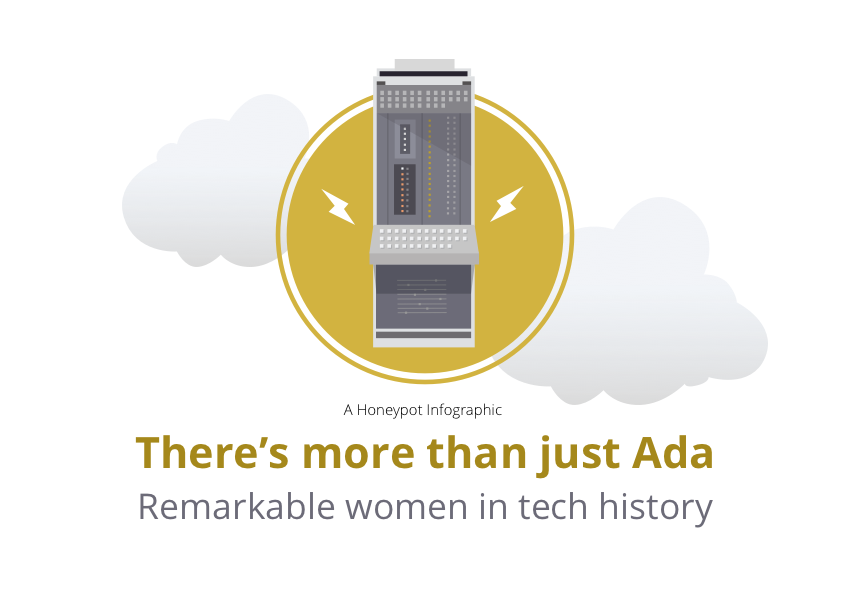 A Honeypot Infographic
There’s more than just Ada
Remarkable women in tech history